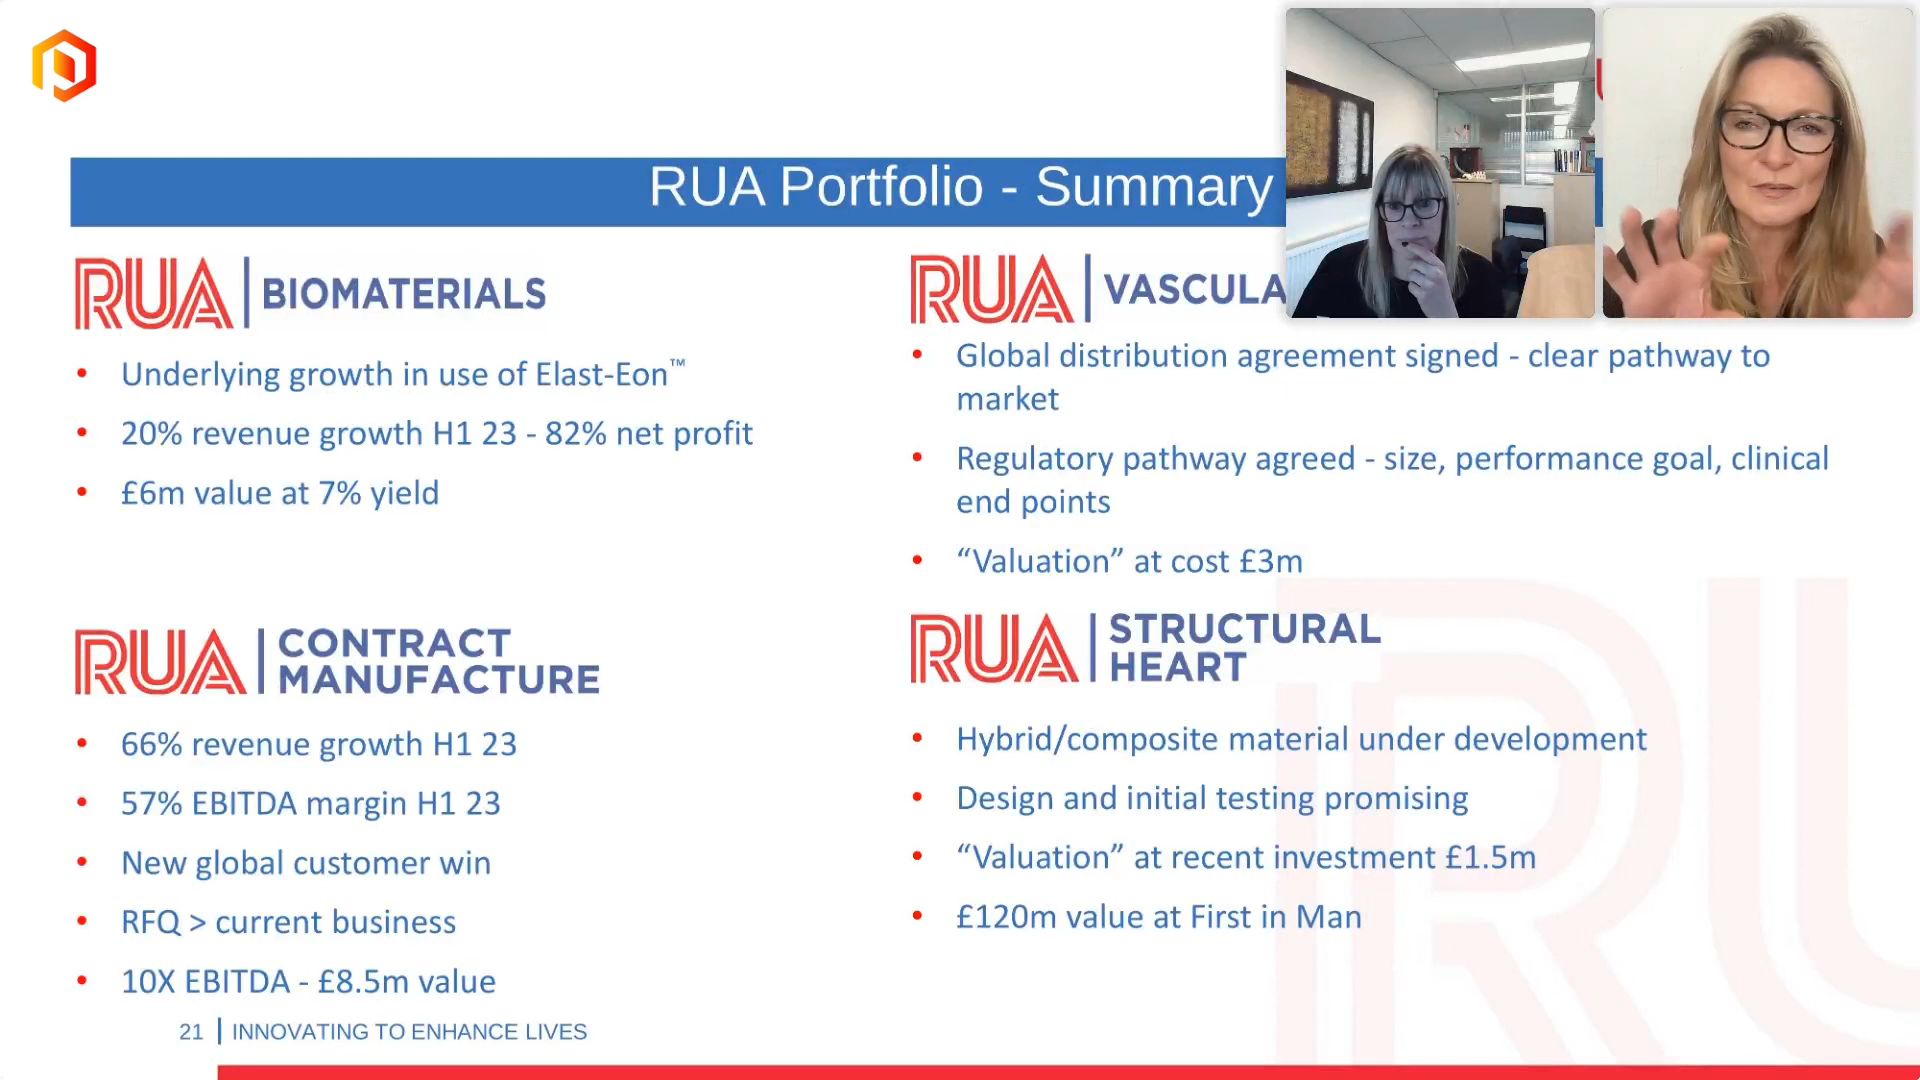 RUA Portfolio - Summary
RUA | BIOMATERIALS
• Underlying growth in use of Elast-Eon™
• 20% revenue growth H1 23 - 82% net profit
• £6m value at 7% yield
RUA | VASCULA
• Global distribution agreement signed - clear pathway to
market
• Regulatory pathway agreed - size, performance goal, clinical
end points
• “Valuation” at cost £3m
RUA | CONTRACT
MANUFACTURE
• 66% revenue growth H1 23
• 57% EBITDA margin H1 23
• New global customer win
• RFQ > current business
• 10X EBITDA - £8.5m value
RUA | STRUCTURAL
HEART
• Hybrid/composite material under development
• Design and initial testing promising
• “Valuation” at recent investment £1.5m
• £120m value at First in Man
21 | INNOVATING TO ENHANCE LIVES